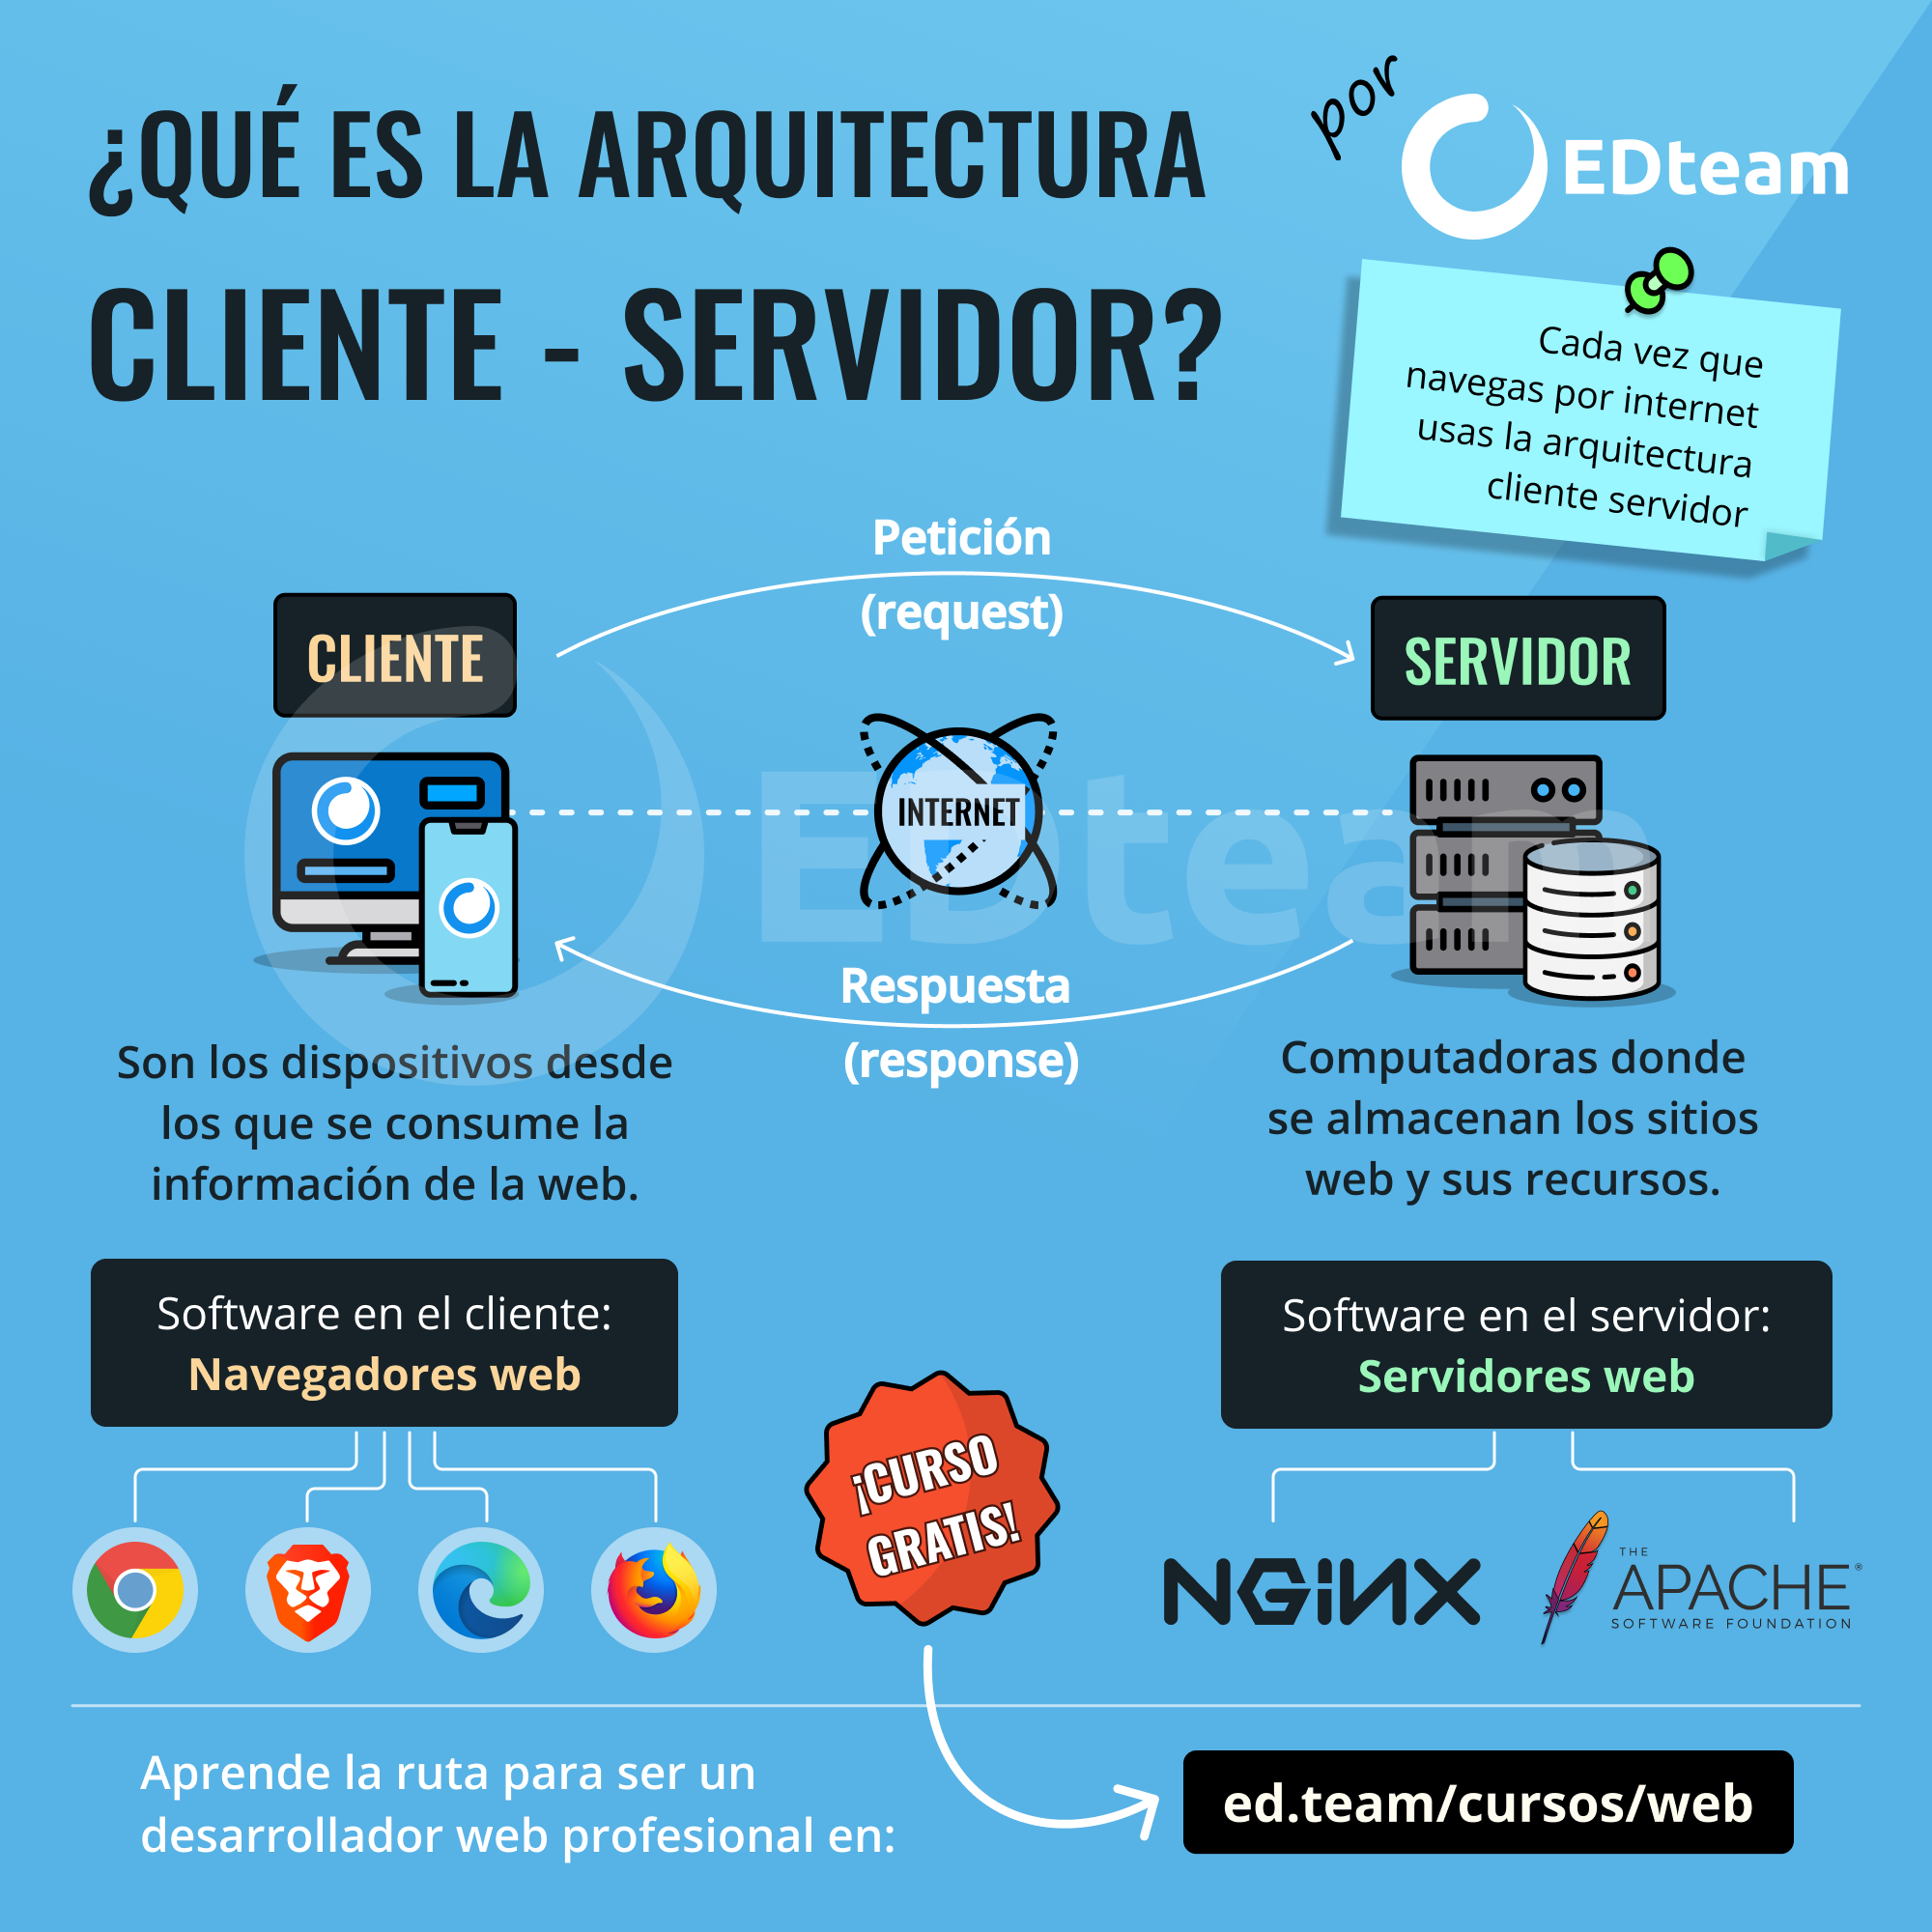 ¿QUÉ ES LA ARQUITECTURA
CLIENTE - SERVIDOR?
por
EDteam
Cada vez que
navegas por internet
usas la arquitectura
cliente servidor
Petición
(request)
CLIENTE
SERVIDOR
INTERNET
EDteam
Respuesta
(response)
Son los dispositivos desde
los que se consume la
información de la web.
Computadoras donde
se almacenan los sitios
web y sus recursos.
Software en el cliente:
Navegadores web
Software en el servidor:
Servidores web
¡CURSO
GRATIS!
NGiNX
THE
APACHE®
SOFTWARE FOUNDATION
Aprende la ruta para ser un
desarrollador web profesional en:
ed.team/cursos/web